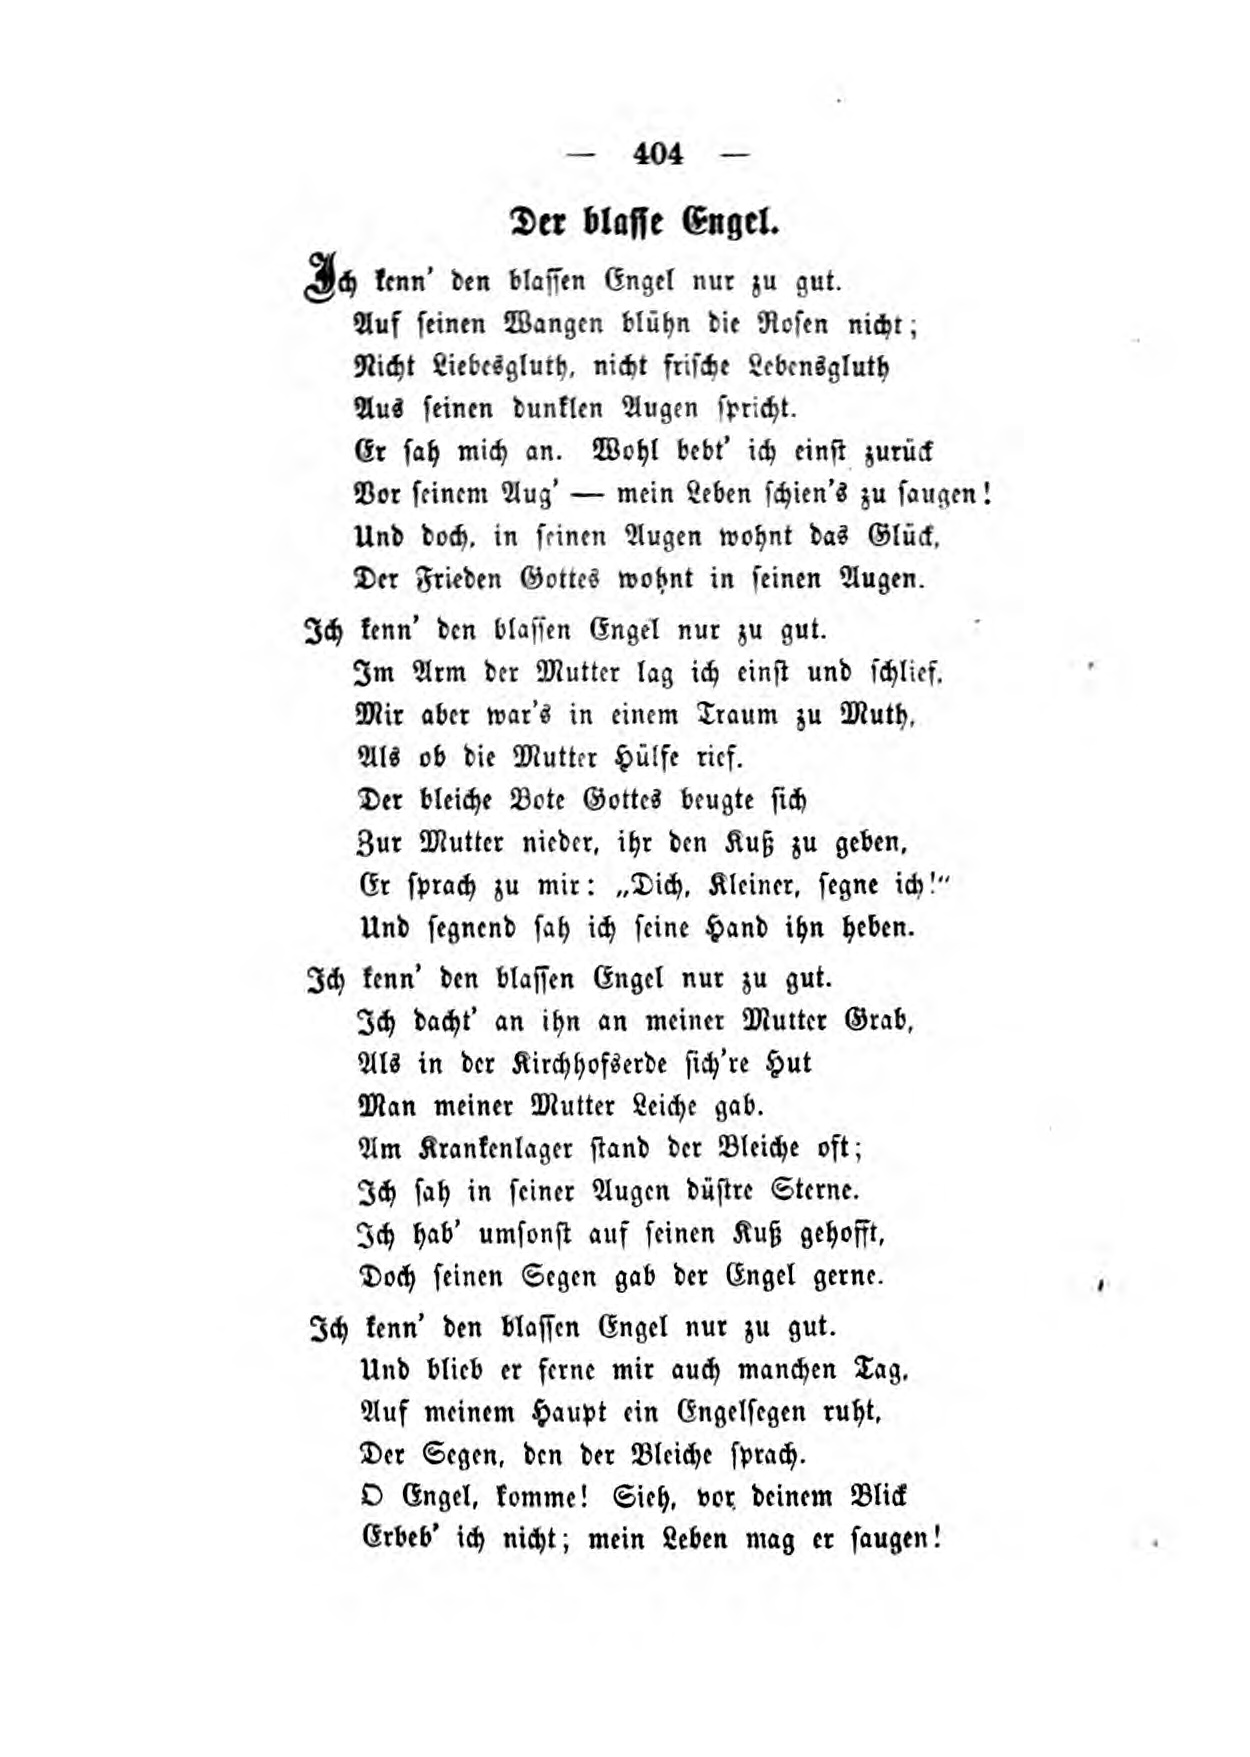 — 404 —
Der blasse Engel.
Ich kenn' den blassen Engel nur zu gut.
Auf seinen Wangen blühn die Rosen nicht;
Nicht Liebesgluth, nicht frische Lebensgluth
Aus seinen dunklen Augen spricht.
Er sah mich an. Wohl bebt' ich einst zurück
Vor seinem Aug' — mein Leben schien's zu saugen!
Und doch, in seinen Augen wohnt das Glück,
Der Frieden Gottes wohnt in seinen Augen.
Ich kenn' den blassen Engel nur zu gut.
Im Arm der Mutter lag ich einst und schlief,
Mir aber war's in einem Traum zu Muth,
Als ob die Mutter Hülfe rief.
Der bleiche Bote Gottes beugte sich
Zur Mutter nieder, ihr den Kuß zu geben,
Er sprach zu mir: „Dich, Kleiner, segne ich!“
Und segnend sah ich seine Hand ihn heben.
Ich kenn' den blassen Engel nur zu gut.
Ich dacht' an ihn an meiner Mutter Grab,
Als in der Kirchhofserde sich're Hut
Man meiner Mutter Leiche gab.
Am Krankenlager stand der Bleiche oft;
Ich sah in seiner Augen düstre Sterne.
Ich hab' umsonst auf seinen Kuß gehofft,
Doch seinen Segen gab der Engel gerne.
Ich kenn' den blassen Engel nur zu gut.
Und blieb er ferne mir auch manchen Tag,
Auf meinem Haupt ein Engelsegen ruht,
Der Segen, den der Bleiche sprach.
O Engel, komme! Sieh, vor deinem Blick
Erbeb' ich nicht; mein Leben mag er saugen!